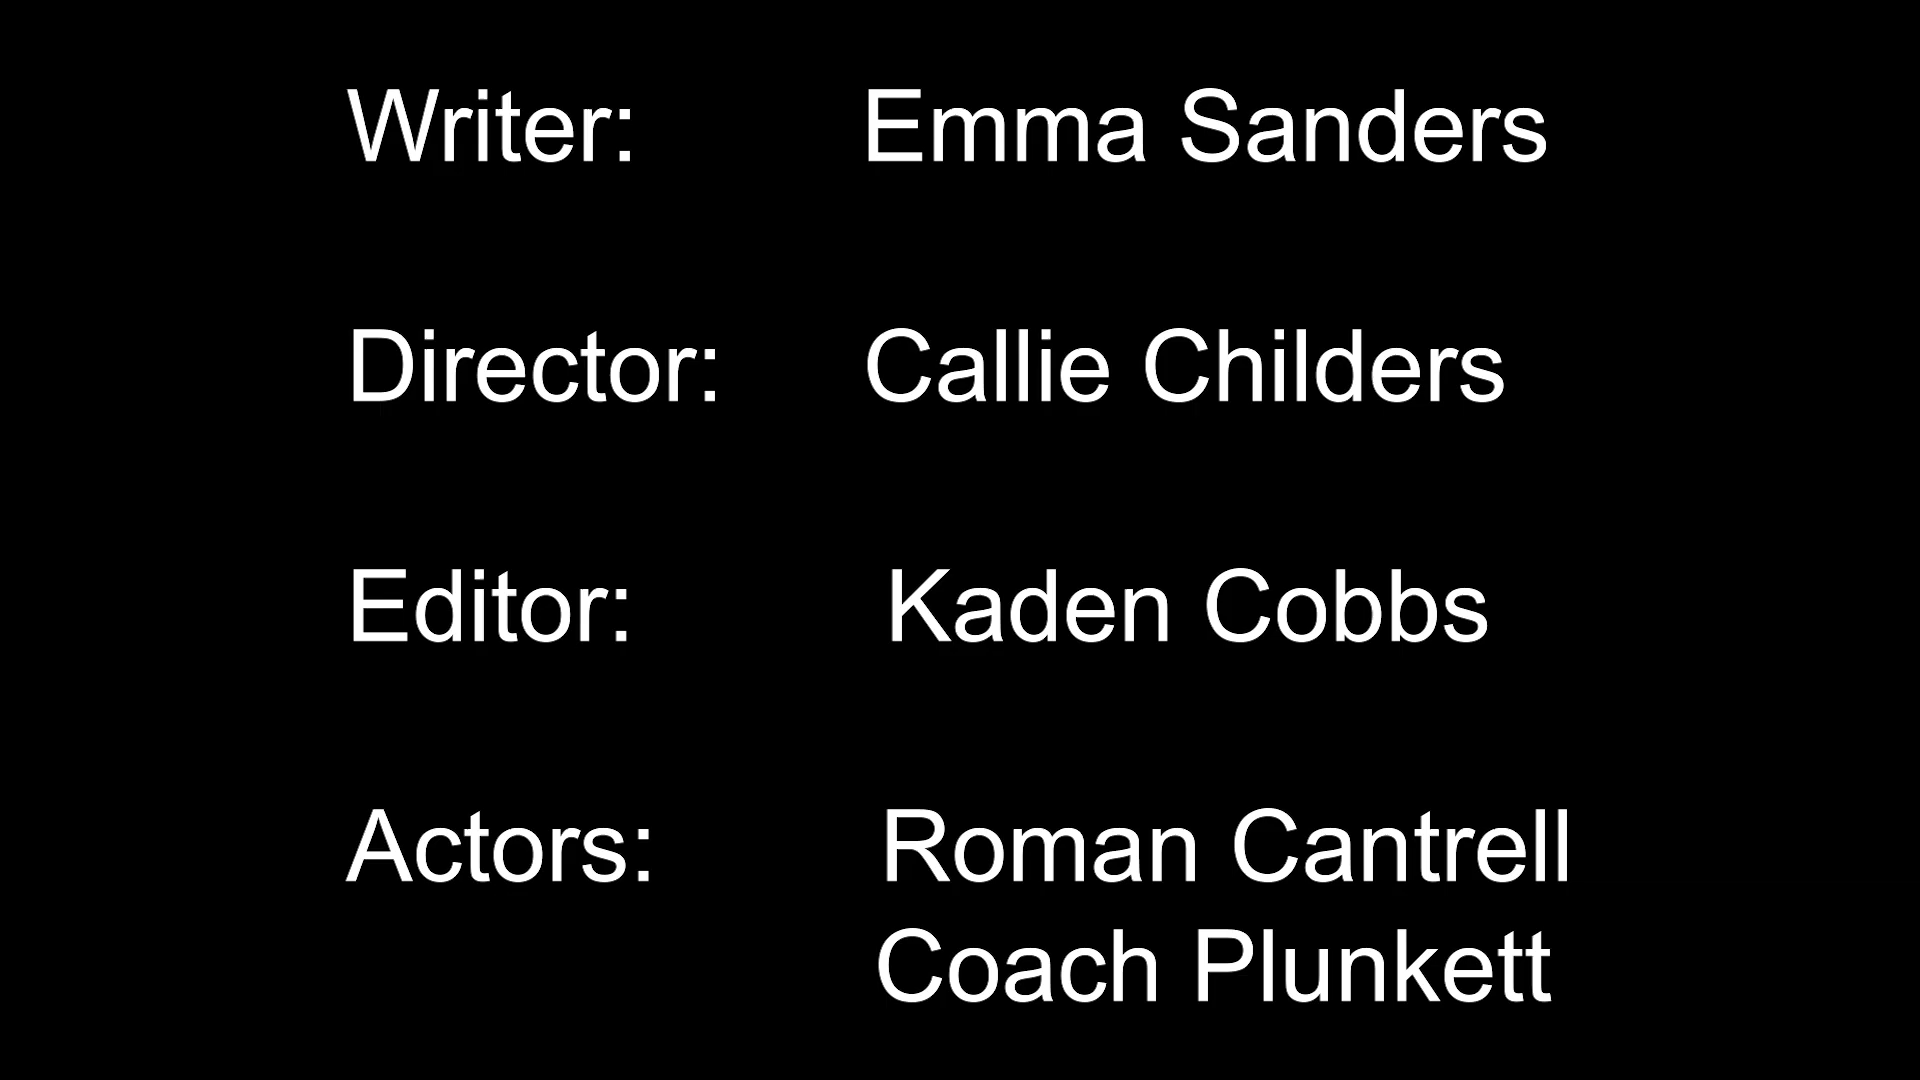 Writer: Emma Sanders
Director: Callie Childers
Editor: Kaden Cobbs
Actors: Roman Cantrell
Coach Plunkett